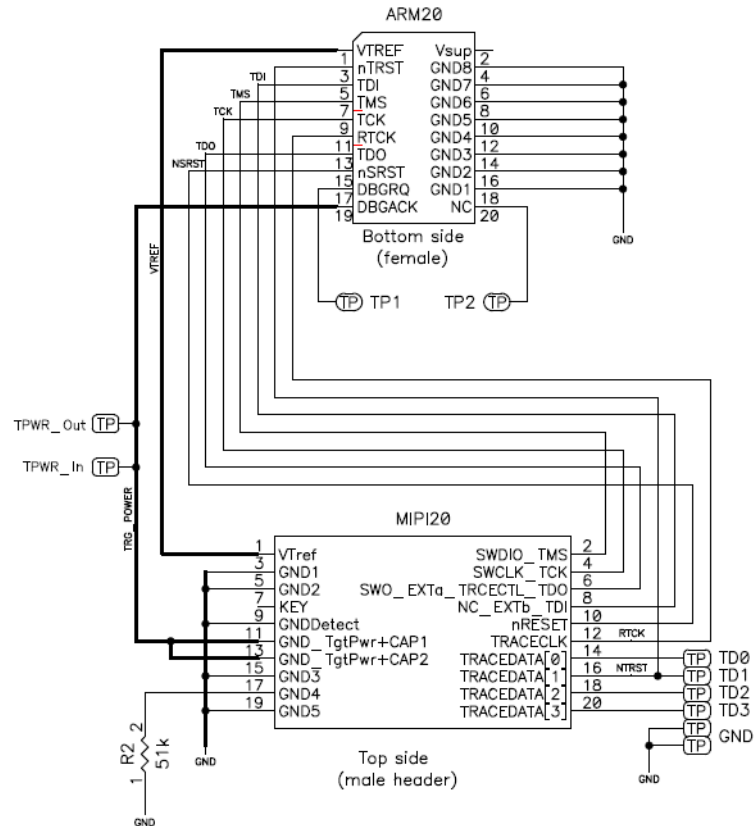 ARM20
VTREF Vsup
1 2
nTRST GND8
3 4
TDI GND7
5 6
TMS GND6
7 8
TCK GND5
9 10
RTCK GND4
11 12
TDO GND3
13 14
nSRST GND2
15 16
DBGRQ GND1
17 18
DBGACK NC
19 20
TDI
TMS
TCK
TDO
NSRST
VTREF
GND
Bottom side
(female)
TP TP1
TP2 TP
TPWR_Out TP
TPWR_In TP
TRG_POWER
MIPI20
1 VTref SWDIO_TMS 2
3 GND1 SWCLK_TCK 4
5 GND2 SWO_EXTa_TRCECTL_TDO 6
7 KEY NC_EXTb_TDI 8
9 GNDDetect nRESET 10
11 GND_TgtPwr+CAP1 TRACECLK 12 RTCK
13 GND_TgtPwr+CAP2 TRACEDATA[0] 14 TP TD0
15 GND3 TRACEDATA[1] 16 NTRST TP TD1
17 GND4 TRACEDATA[2] 18 TP TD2
19 GND5 TRACEDATA[3] 20 TP TD3
TP GND
TP
GND
GND
R2 51k
2
1
GND
Top side
(male header)